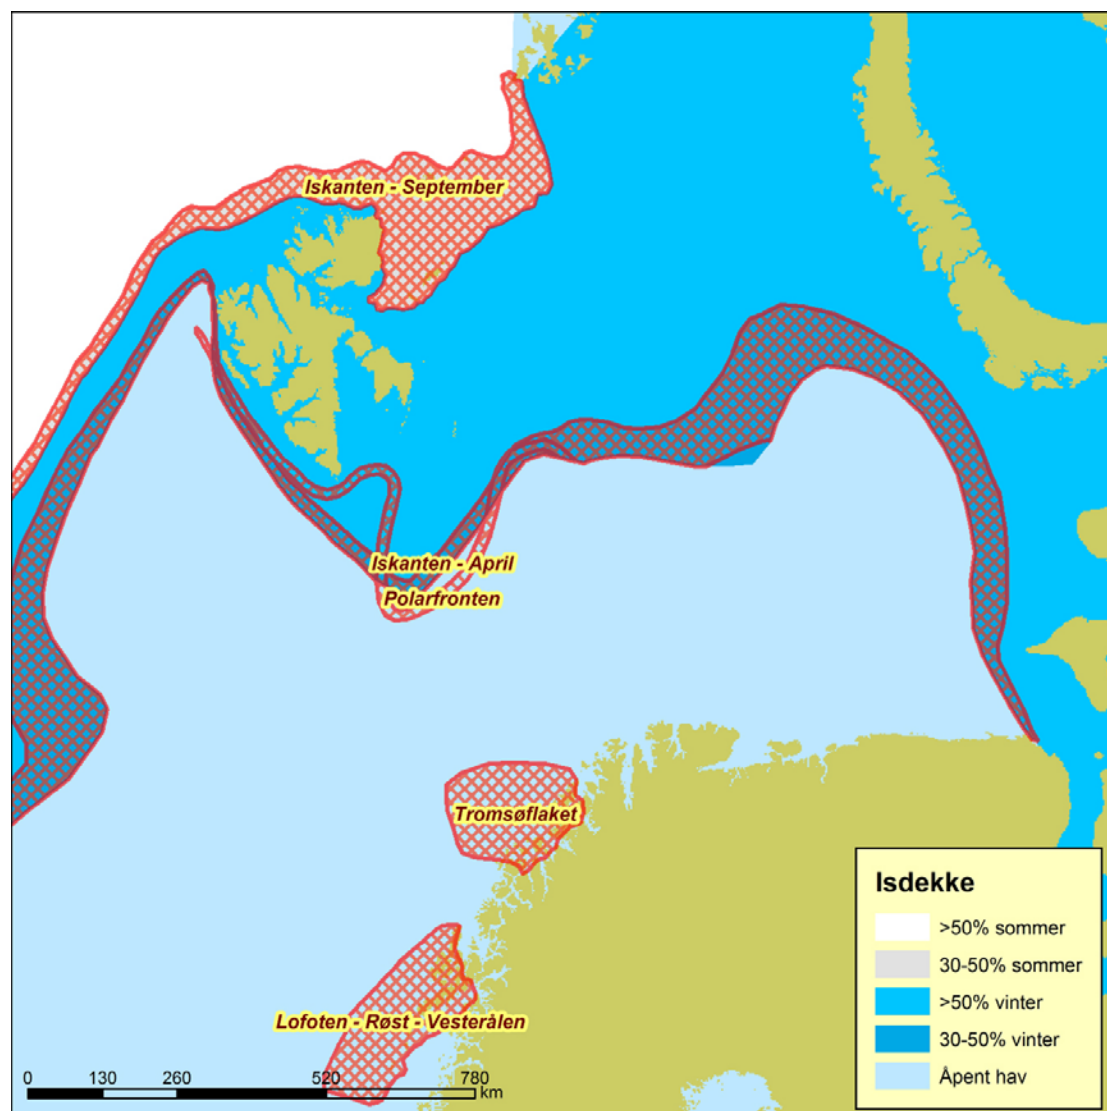 Iskanten - September
Iskanten - April
Polarfronten
Tromsøflaket
Lofoten - Røst - Vesterålen
Isdekke
>50% sommer
30-50% sommer
>50% vinter
30-50% vinter
Åpent hav
0 130 260 520 780
km